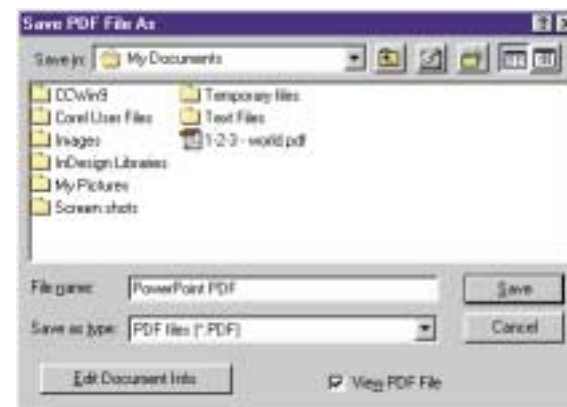 Save PDF File As
Save in: My Documents
CCWin9
Corel User Files
Images
InDesign Libraries
My Pictures
Screen shots
Temporary files
Text Files
1-2-3 - world.pdf
File name: PowerPoint PDF Save
Save as type: PDF files (*.PDF) Cancel
Edit Document Info View PDF File